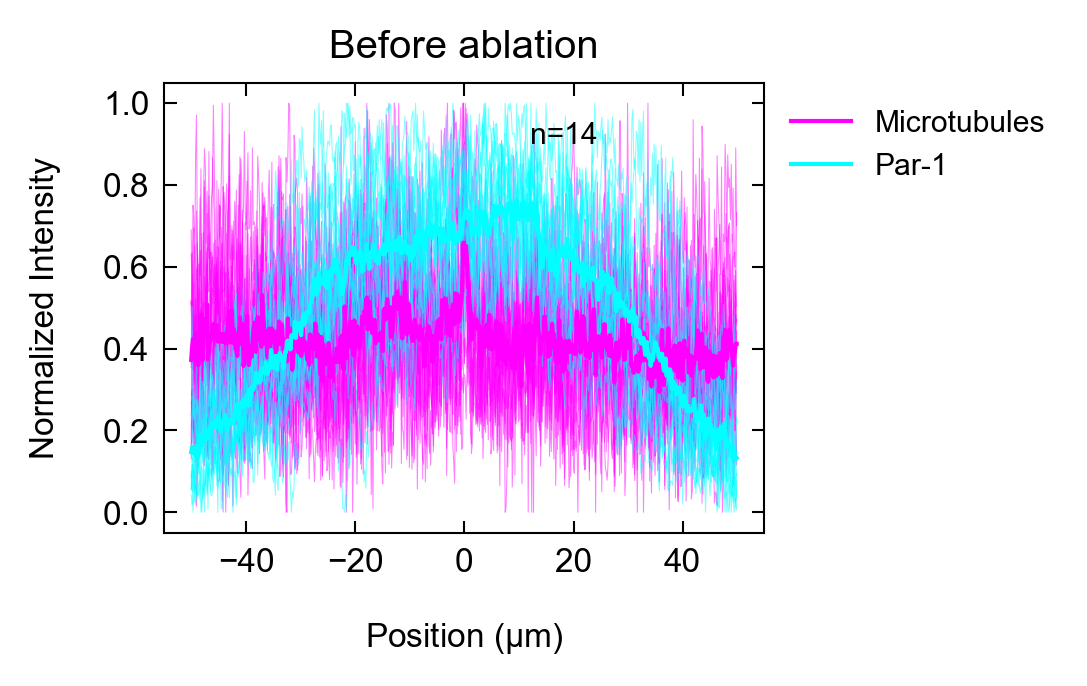 Before ablation
1.0
0.8
0.6
0.4
0.2
0.0
Normalized Intensity
n=14
Microtubules
Par-1
−40 −20 0 20 40
Position (µm)